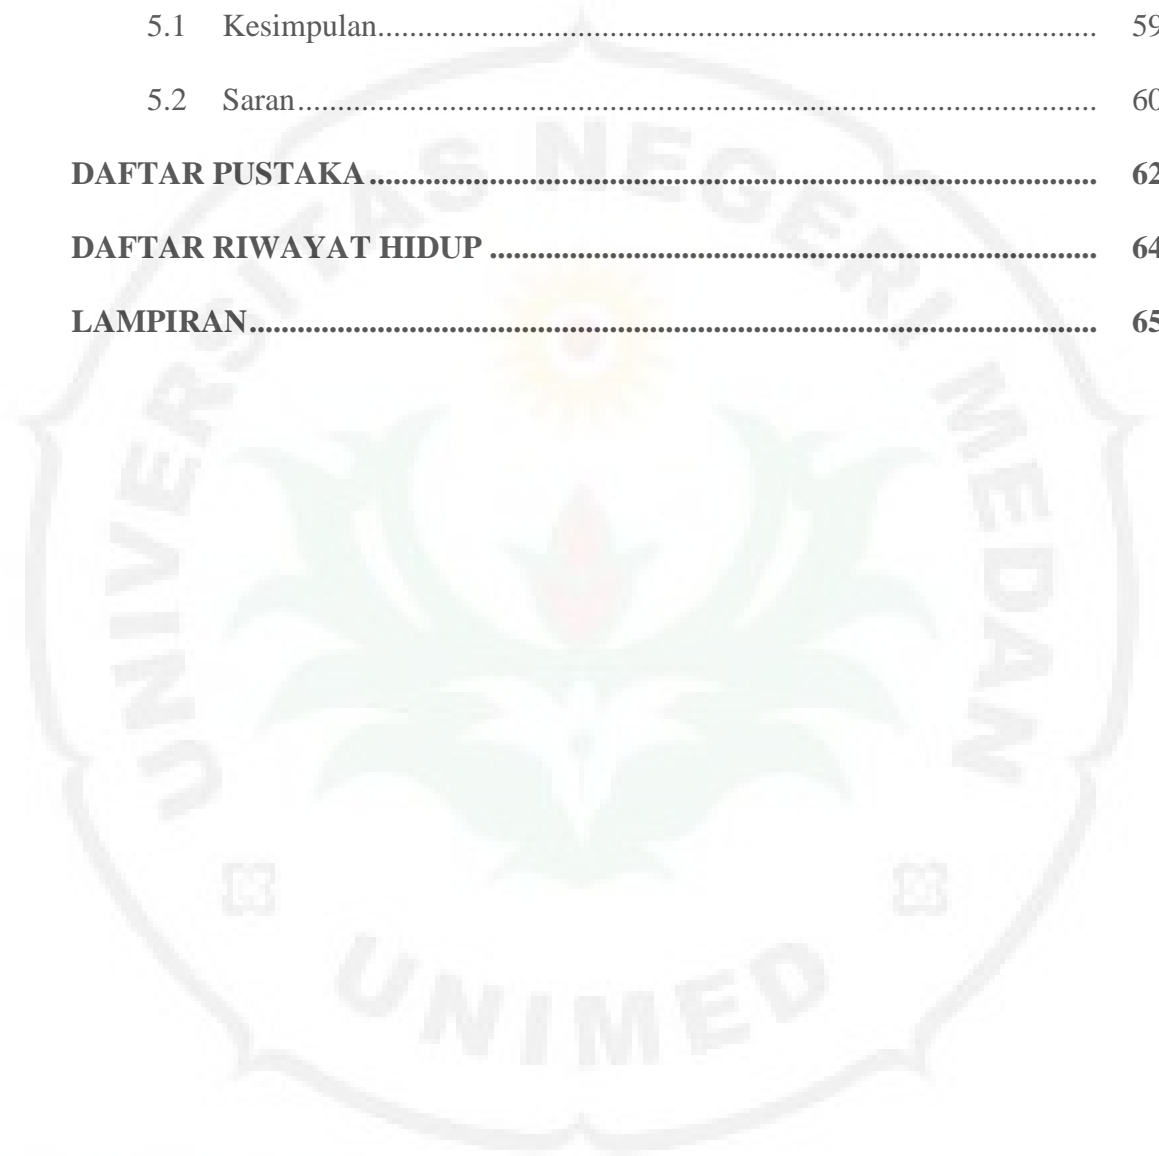 5.1 Kesimpulan.......................................................................................... 59
5.2 Saran.................................................................................................... 60
DAFTAR PUSTAKA........................................................................................... 62
DAFTAR RIWAYAT HIDUP ............................................................................ 64
LAMPIRAN.......................................................................................................... 65
UNIVERSITAS NEGERI MEDAN
UNIMED